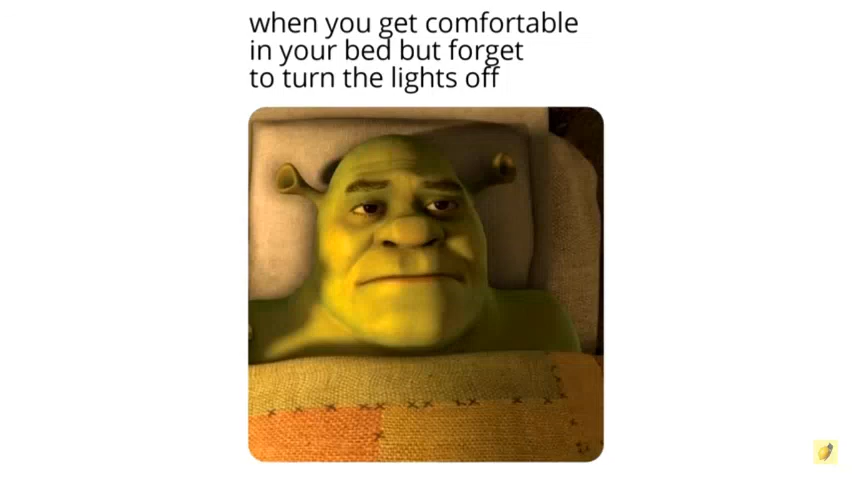 when you get comfortable
in your bed but forget
to turn the lights off